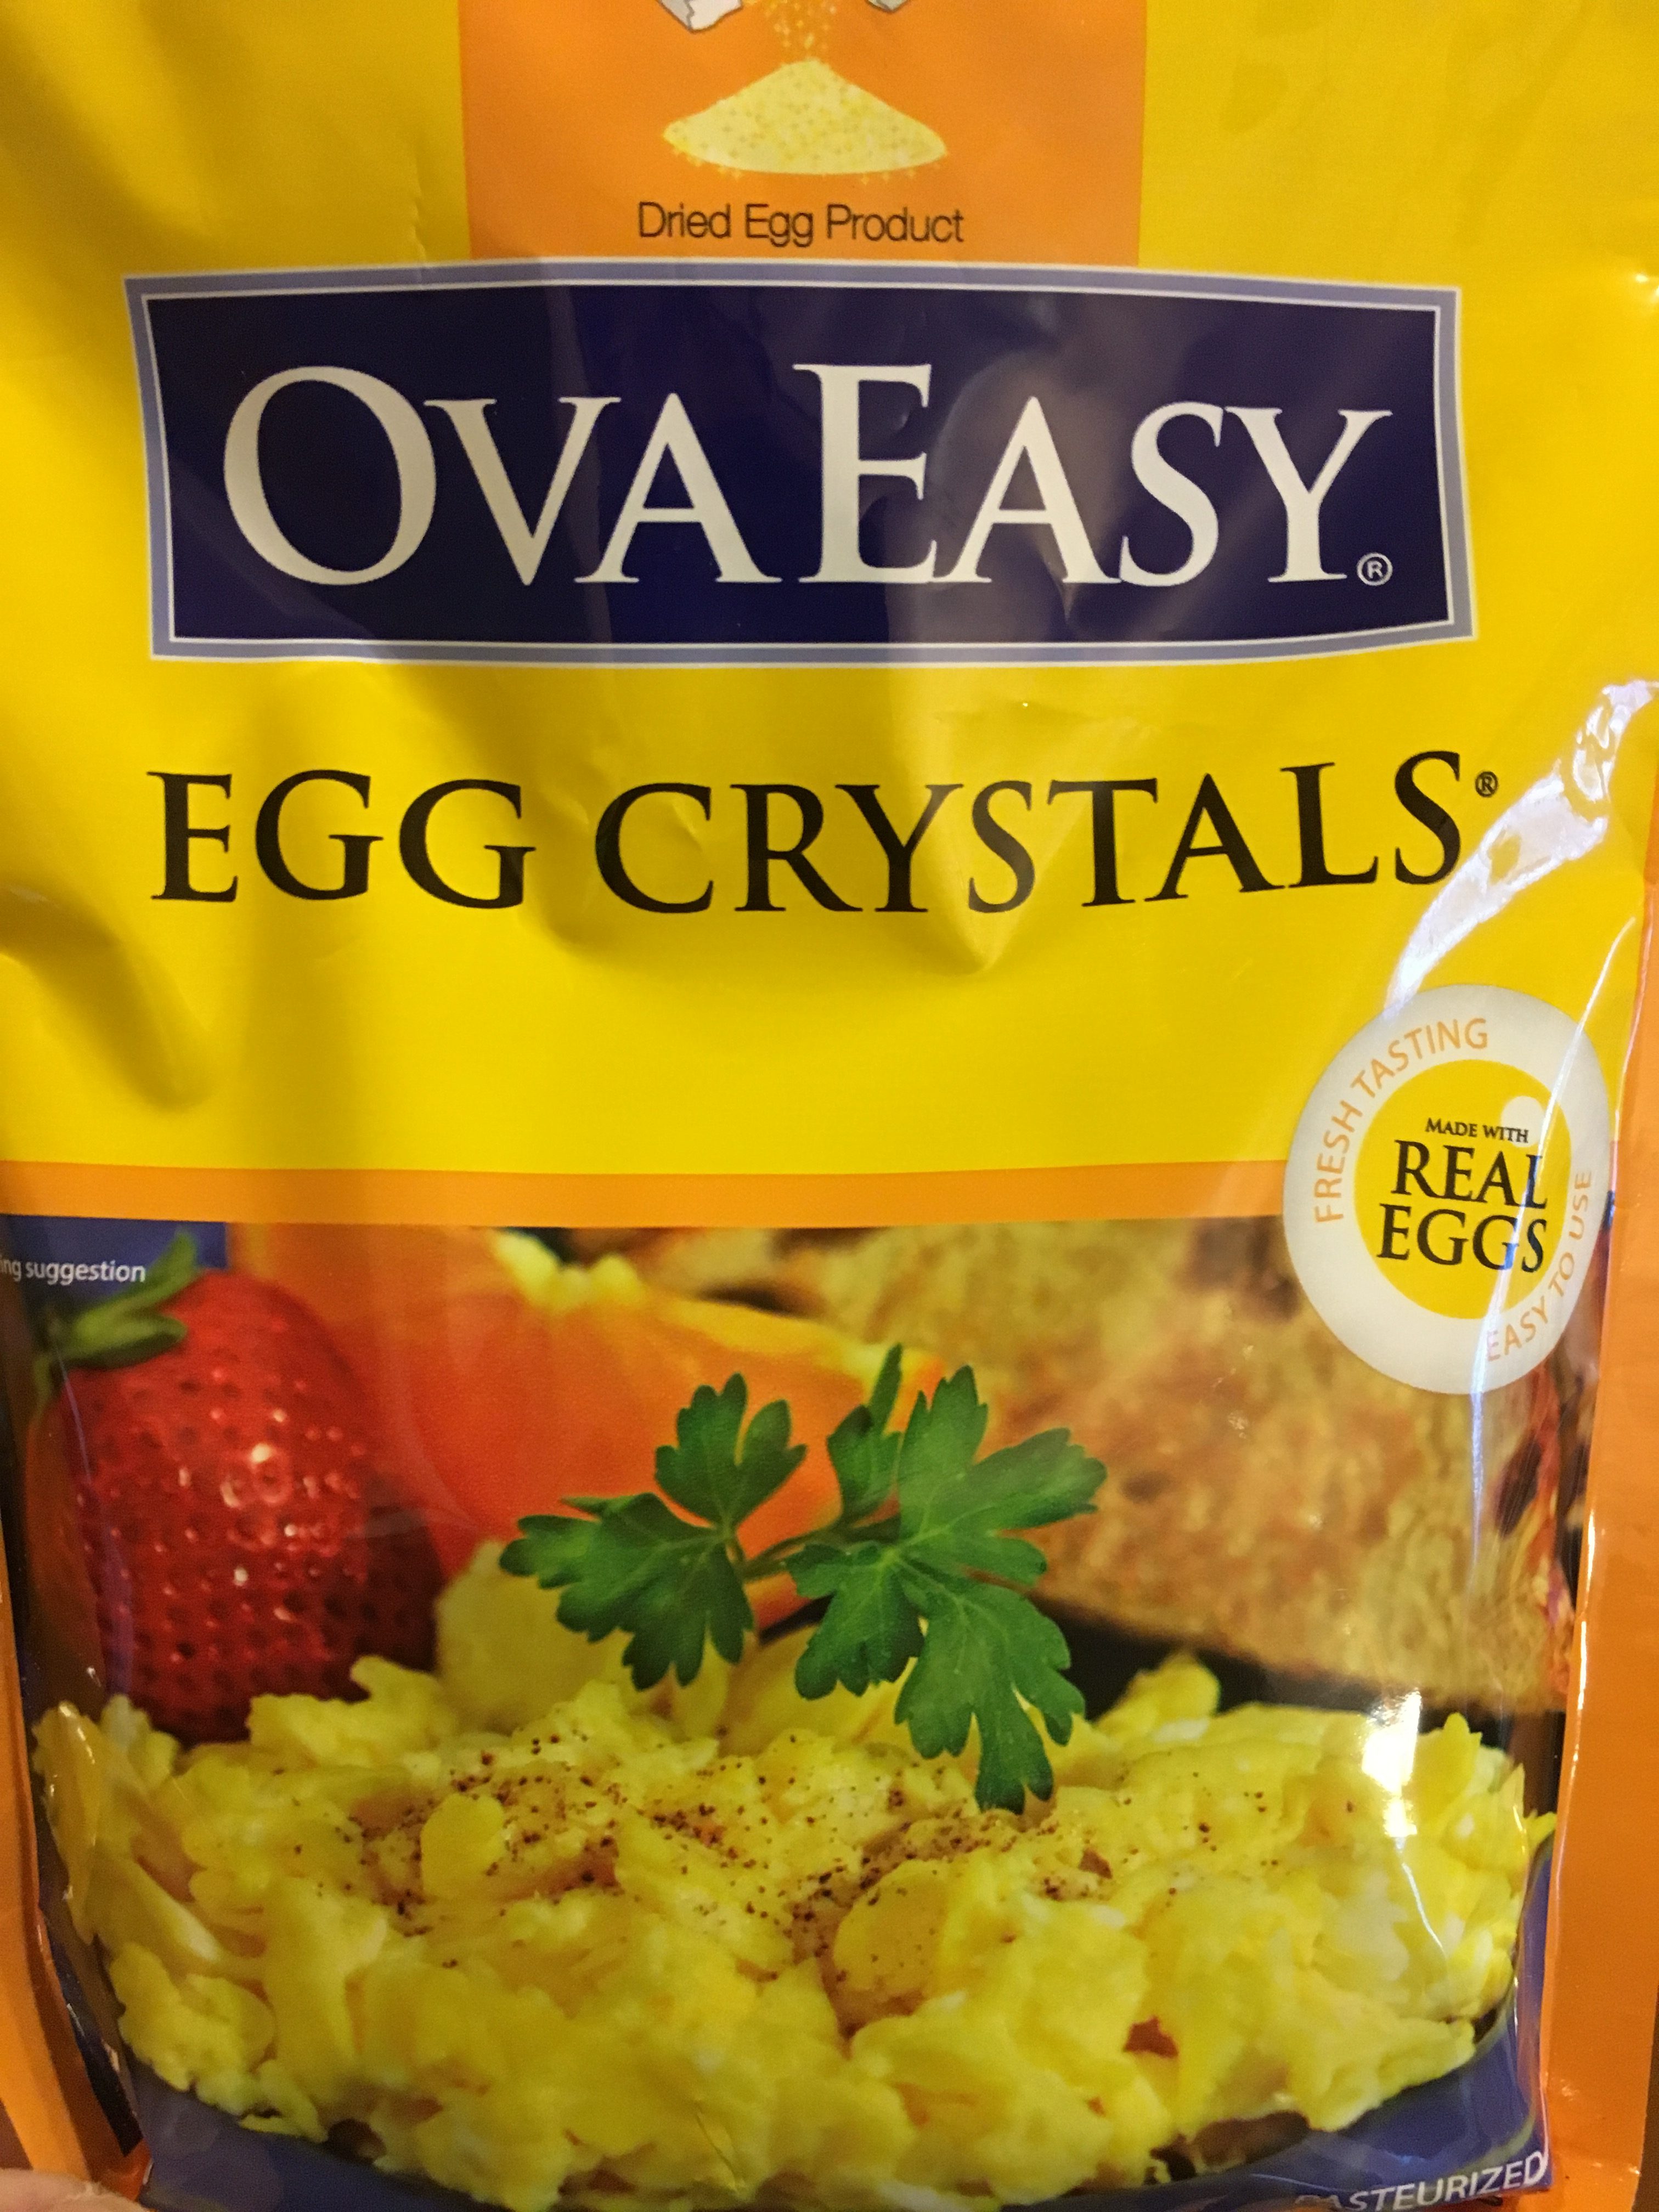 Dried Egg Product
OVA EASY®
EGG CRYSTALS®
FRESH TASTING
MADE WITH
REAL
EGGS
EASY TO USE
suggestion